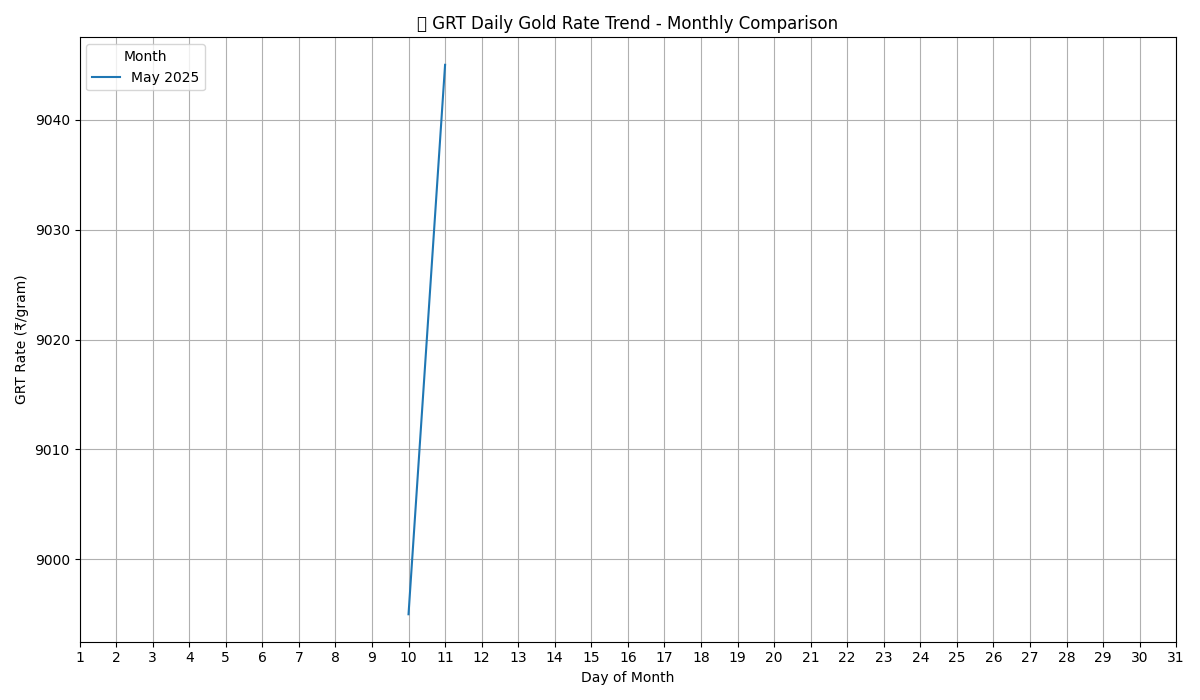 GRT Daily Gold Rate Trend - Monthly Comparison
Month
May 2025
GRT Rate (₹/gram)
9040
9030
9020
9010
9000
1 2 3 4 5 6 7 8 9 10 11 12 13 14 15 16 17 18 19 20 21 22 23 24 25 26 27 28 29 30 31
Day of Month